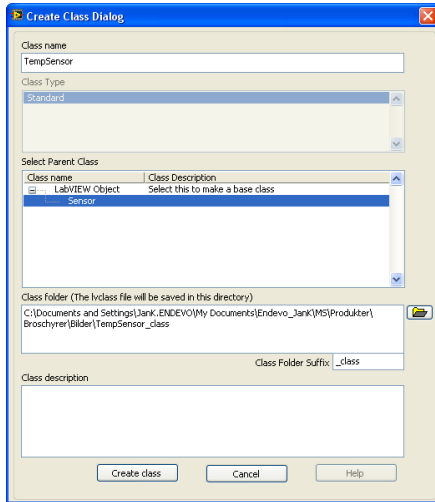 Create Class Dialog
Class name
TempSensor
Class Type
Standard
Select Parent Class
Class name Class Description
LabVIEW Object Select this to make a base class
Sensor
Class folder (The lvclass file will be saved in this directory)
C:\Documents and Settings\JanK.ENDEVO\My Documents\Endevo_JanK\MS\Produkter\
Broschyrer\Bilder\TempSensor_class
Class Folder Suffix _class
Class description
Create class Cancel Help